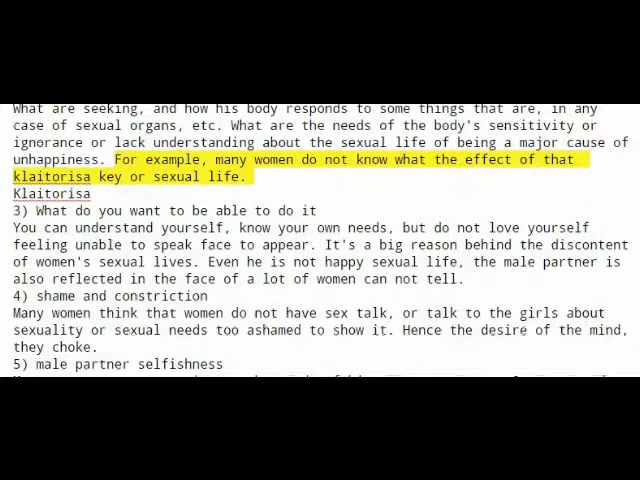 What are seeking, and how his body responds to some things that are, in any
case of sexual organs, etc. What are the needs of the body's sensitivity or
ignorance or lack understanding about the sexual life of being a major cause of
unhappiness. For example, many women do not know what the effect of that
klaitorisa key or sexual life.
Klaitorisa
3) What do you want to be able to do it
You can understand yourself, know your own needs, but do not love yourself
feeling unable to speak face to appear. It's a big reason behind the discontent
of women's sexual lives. Even he is not happy sexual life, the male partner is
also reflected in the face of a lot of women can not tell.
4) shame and constriction
Many women think that women do not have sex talk, or talk to the girls about
sexuality or sexual needs too ashamed to show it. Hence the desire of the mind,
they choke.
5) male partner selfishness